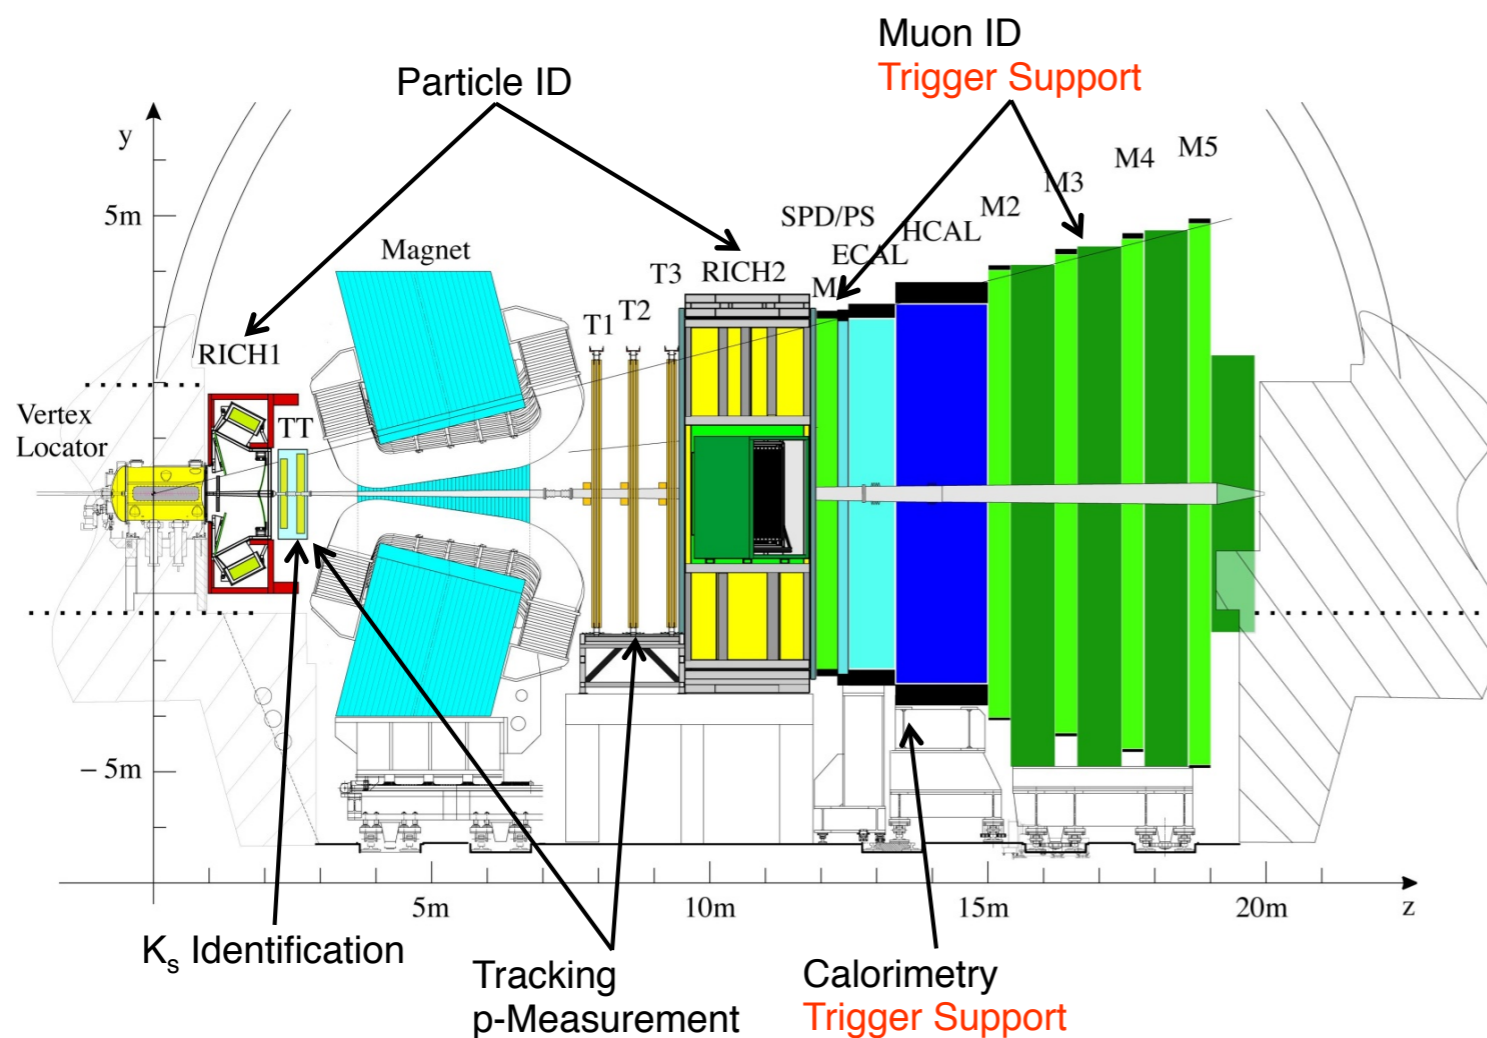 Muon ID
Trigger Support
Particle ID
y
M5
M4
M3
M2
5m
SPD/PS
HCAL
ECAL
Magnet
T3
RICH2
M
T2
T1
RICH1
Vertex
Locator
TT
– 5m
5m
10m
15m
20m
z
Ks Identification
Tracking
p-Measurement
Calorimetry
Trigger Support